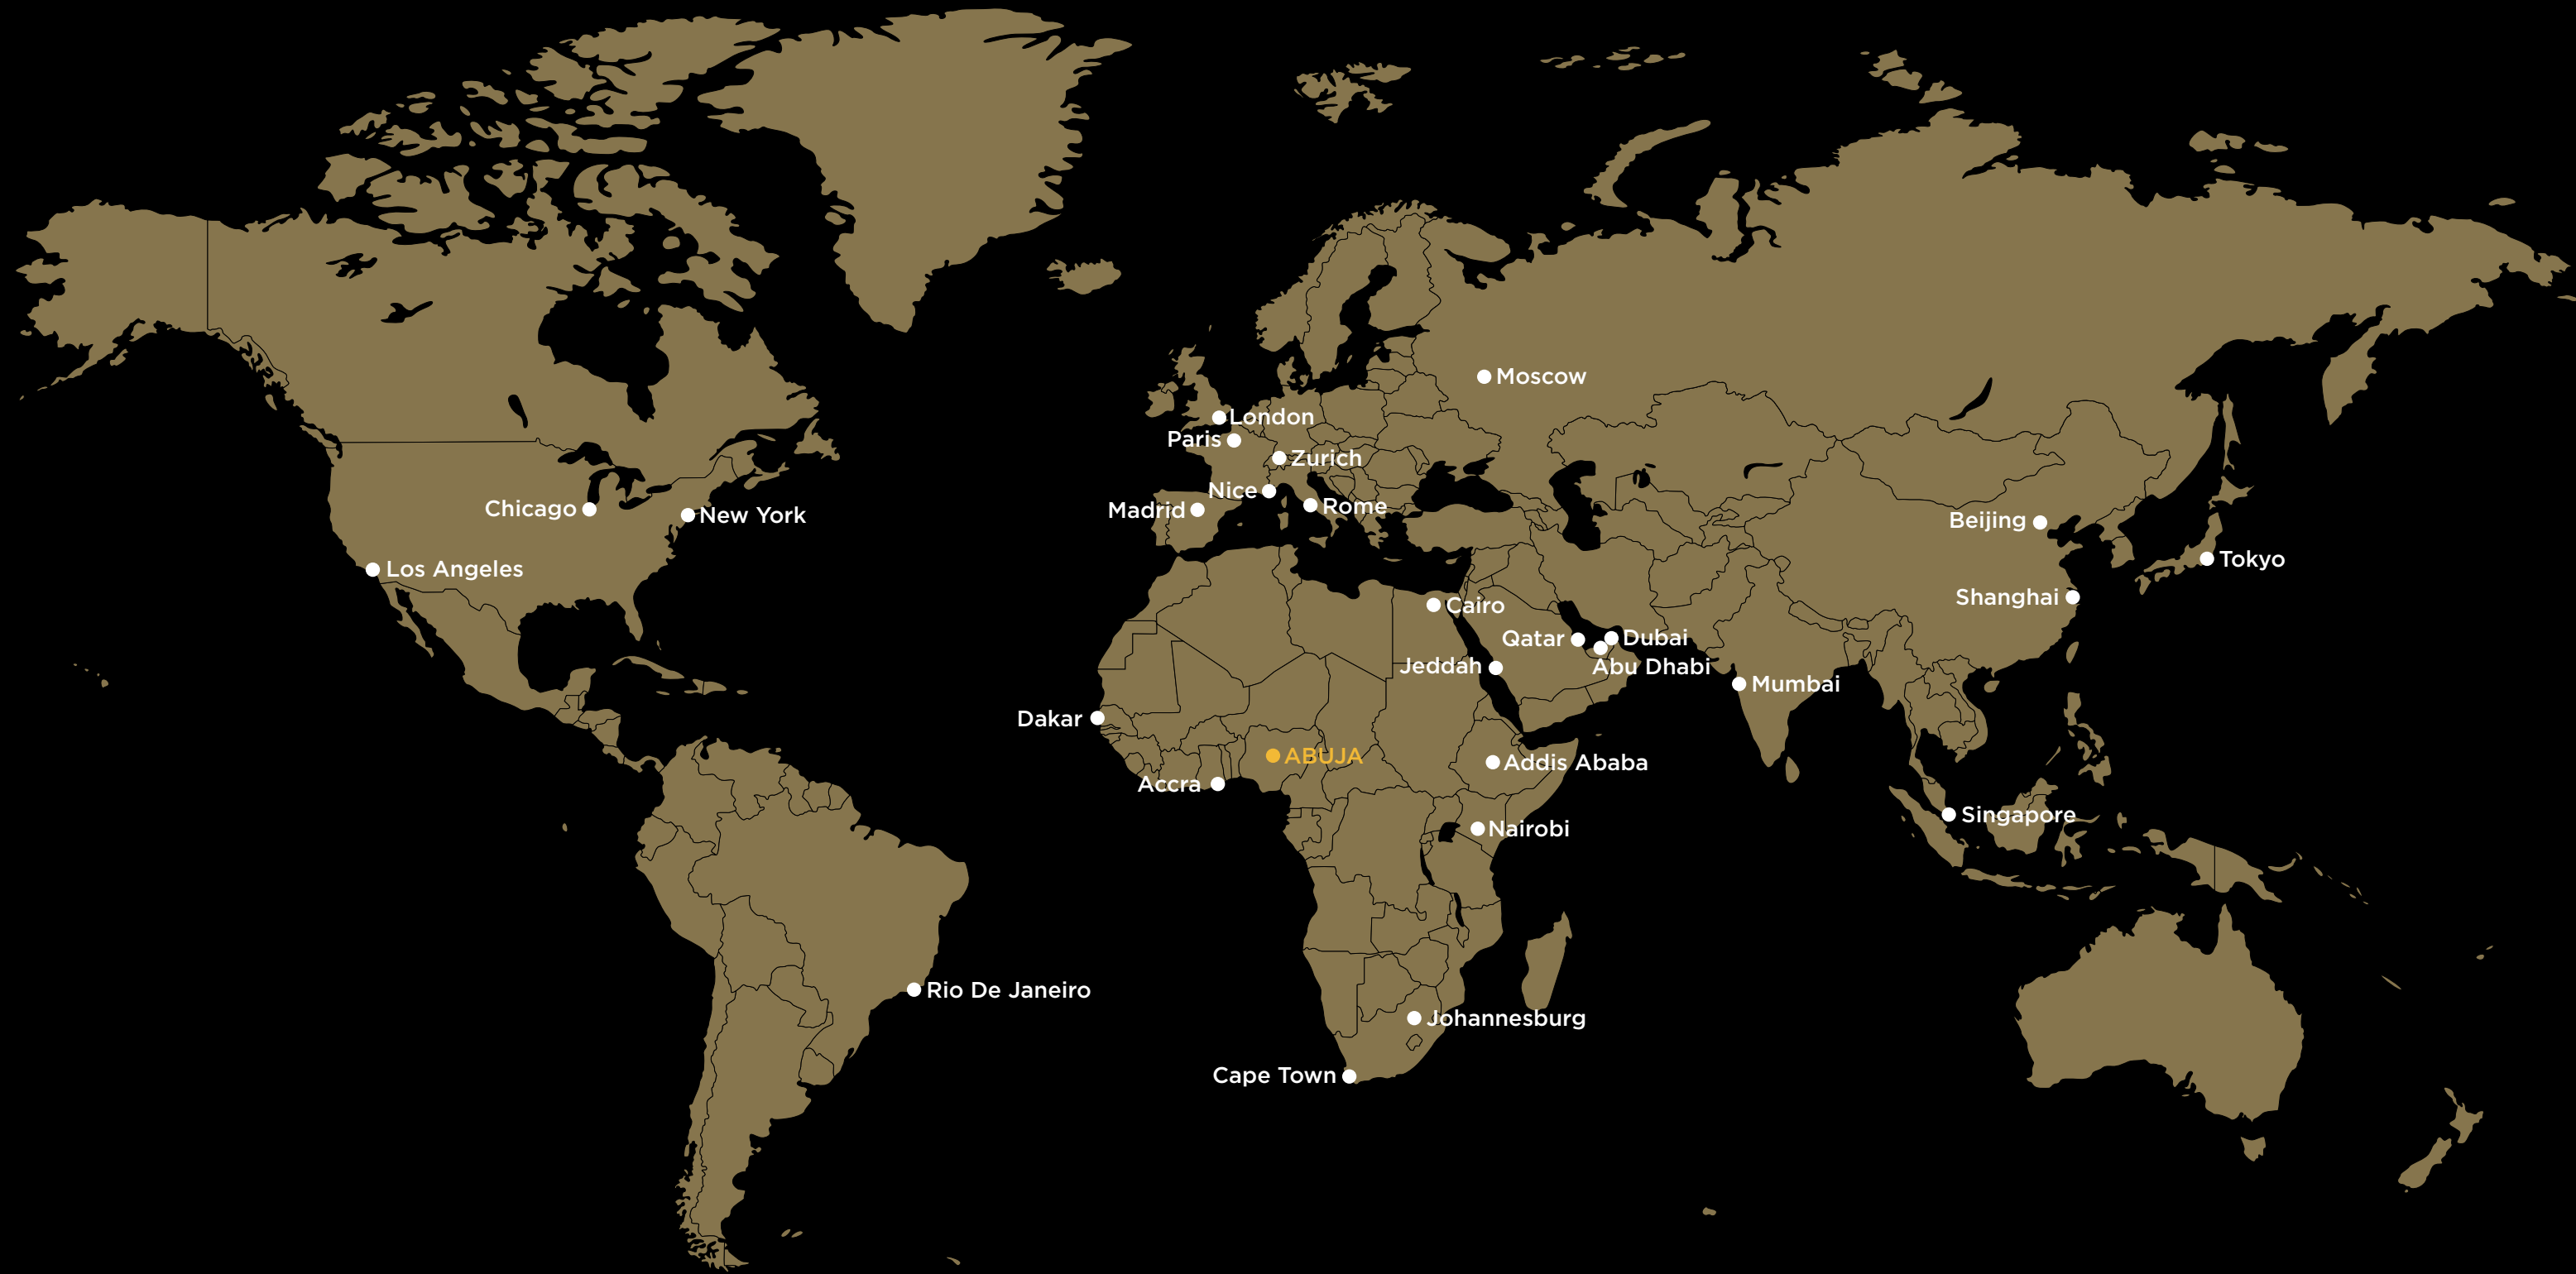 Moscow
London
Paris
Zurich
Nice
Rome
Madrid
Chicago
New York
Beijing
Tokyo
Los Angeles
Shanghai
Cairo
Qatar
Dubai
Jeddah
Abu Dhabi
Mumbai
Dakar
ABUJA
Addis Ababa
Accra
Singapore
Nairobi
Rio De Janeiro
Johannesburg
Cape Town